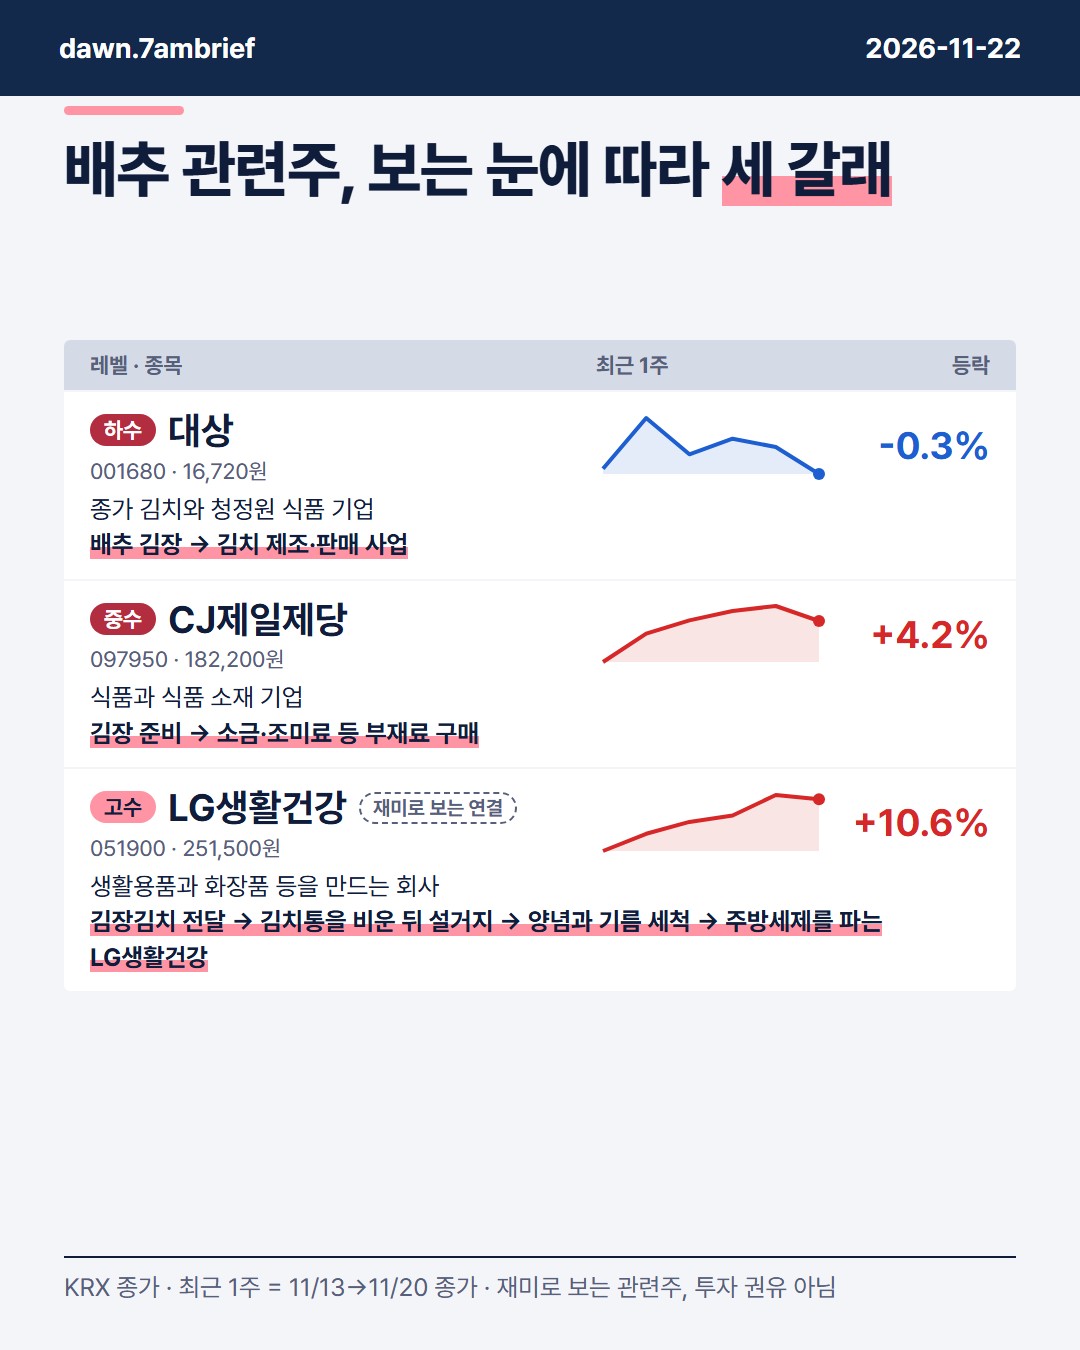 dawn.7ambrief
2026-11-22
배추 관련주, 보는 눈에 따라 세 갈래
레벨 · 종목
최근 1주
등락
하수 대상
-0.3%
001680 · 16,720원
종가 김치와 청정원 식품 기업
배추 김장 → 김치 제조·판매 사업
중수 CJ제일제당
+4.2%
097950 · 182,200원
식품과 식품 소재 기업
김장 준비 → 소금·조미료 등 부재료 구매
고수 LG생활건강 재미로 보는 연결
+10.6%
051900 · 251,500원
생활용품과 화장품 등을 만드는 회사
김장김치 전달 → 김치통을 비운 뒤 설거지 → 양념과 기름 세척 → 주방세제를 파는
LG생활건강
KRX 종가 · 최근 1주 = 11/13→11/20 종가 · 재미로 보는 관련주, 투자 권유 아님